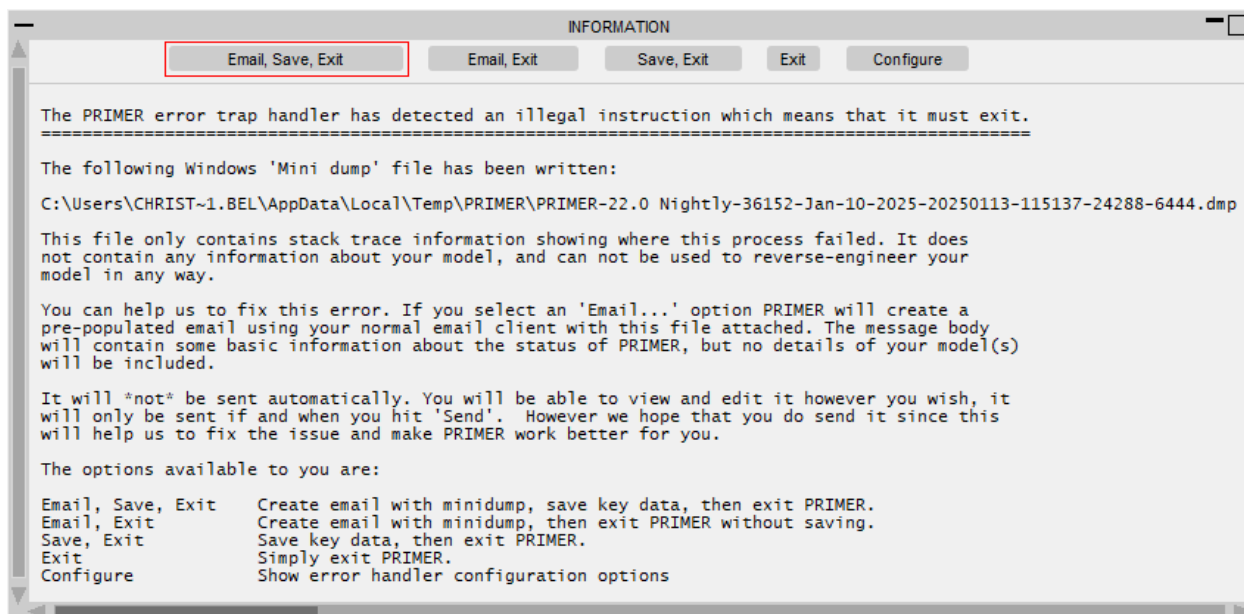 INFORMATION
Email, Save, Exit Email, Exit Save, Exit Exit Configure
The PRIMER error trap handler has detected an illegal instruction which means that it must exit.
================================================================================================
The following Windows 'Mini dump' file has been written:
C:\Users\CHRIST~1.BEL\AppData\Local\Temp\PRIMER\PRIMER-22.0 Nightly-36152-Jan-10-2025-20250113-115137-24288-6444.dmp
This file only contains stack trace information showing where this process failed. It does
not contain any information about your model, and can not be used to reverse-engineer your
model in any way.
You can help us to fix this error. If you select an 'Email...' option PRIMER will create a
pre-populated email using your normal email client with this file attached. The message body
will contain some basic information about the status of PRIMER, but no details of your model(s)
will be included.
It will *not* be sent automatically. You will be able to view and edit it however you wish, it
will only be sent if and when you hit 'Send'.  However we hope that you do send it since this
will help us to fix the issue and make PRIMER work better for you.
The options available to you are:
Email, Save, Exit    Create email with minidump, save key data, then exit PRIMER.
Email, Exit          Create email with minidump, then exit PRIMER without saving.
Save, Exit           Save key data, then exit PRIMER.
Exit                 Simply exit PRIMER.
Configure            Show error handler configuration options